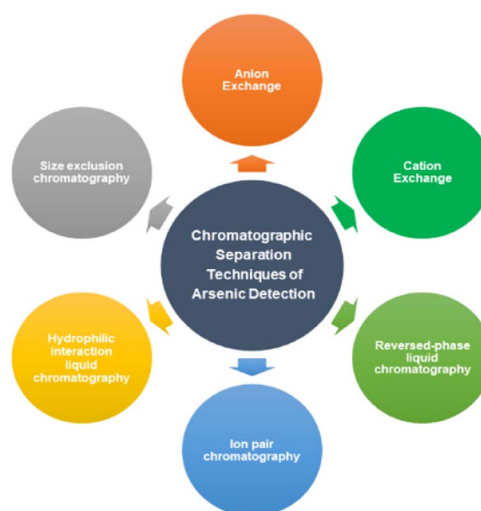 Anion
Exchange
Size exclusion
chromatography
Cation
Exchange
Chromatographic
Separation
Techniques of
Arsenic Detection
Hydrophilic
interaction
liquid
chromatography
Reversed-phase
liquid
chromatography
Ion pair
chromatography